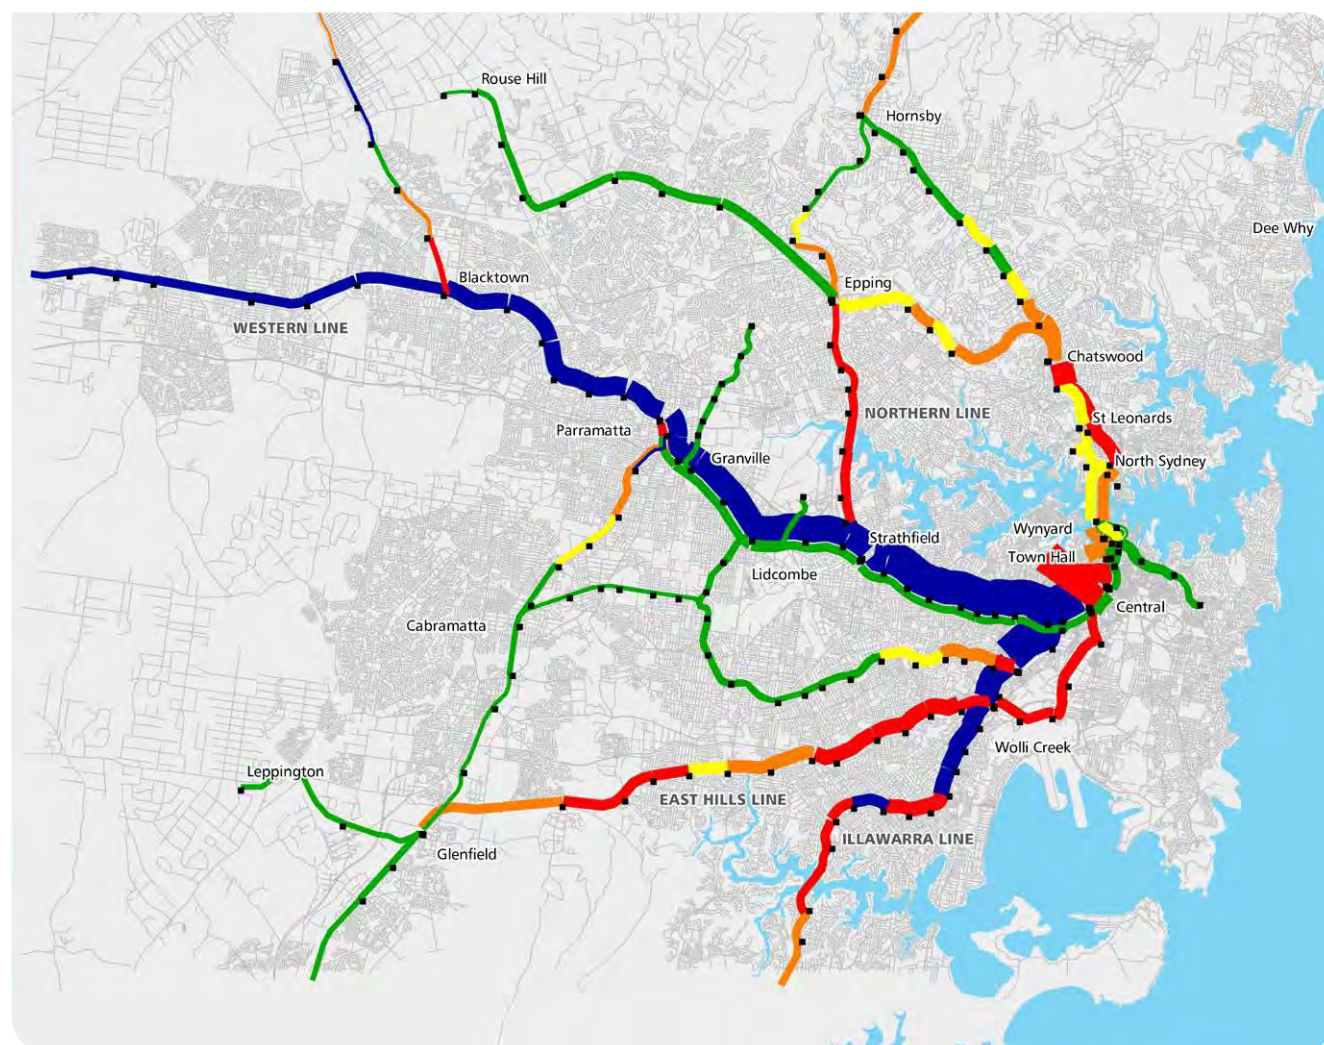 Rouse Hill
Hornsby
Dee Why
Blacktown
Epping
WESTERN LINE
Chatswood
NORTHERN LINE
St Leonards
Parramatta
Granville
North Sydney
Wynyard
Strathfield
Town Hall
Lidcombe
Central
Cabramatta
Wolli Creek
Leppington
EAST HILLS LINE
ILLAWARRA LINE
Glenfield